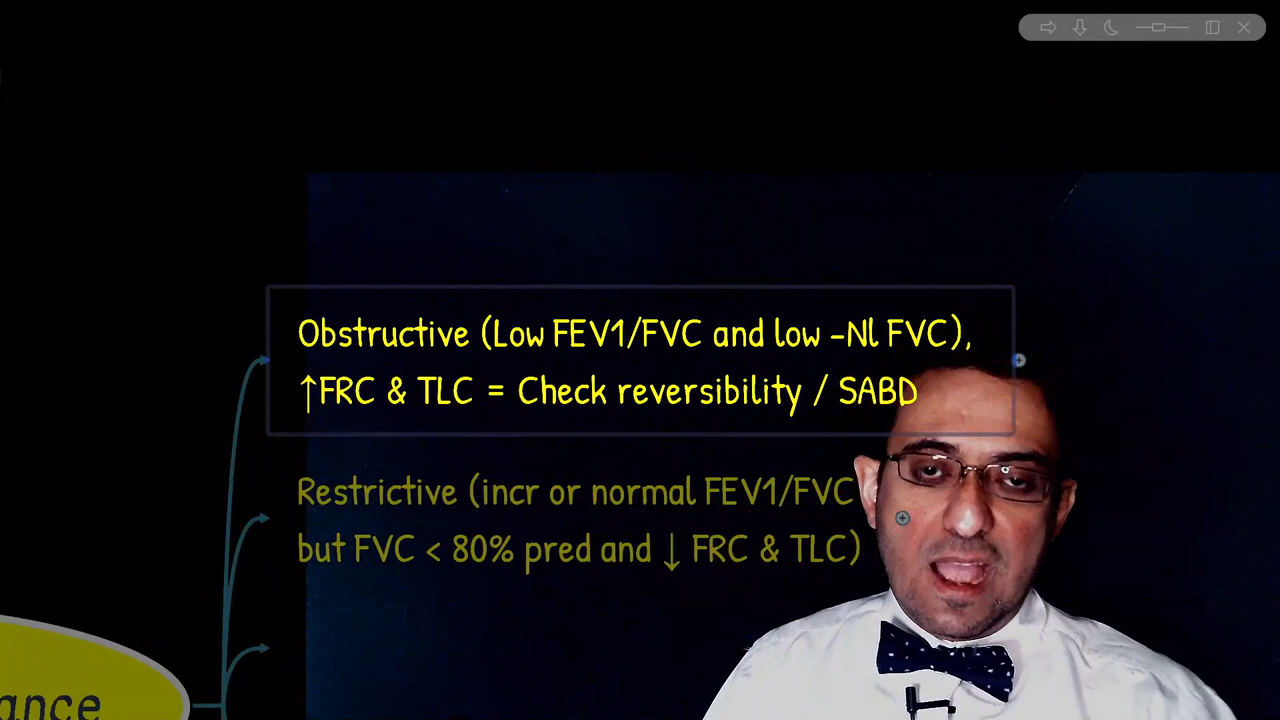 Obstructive (Low FEV1/FVC and low -Nl FVC),
↑FRC & TLC = Check reversibility / SABD
Restrictive (incr or normal FEV1/FVC
but FVC < 80% pred and ↓ FRC & TLC)
ance